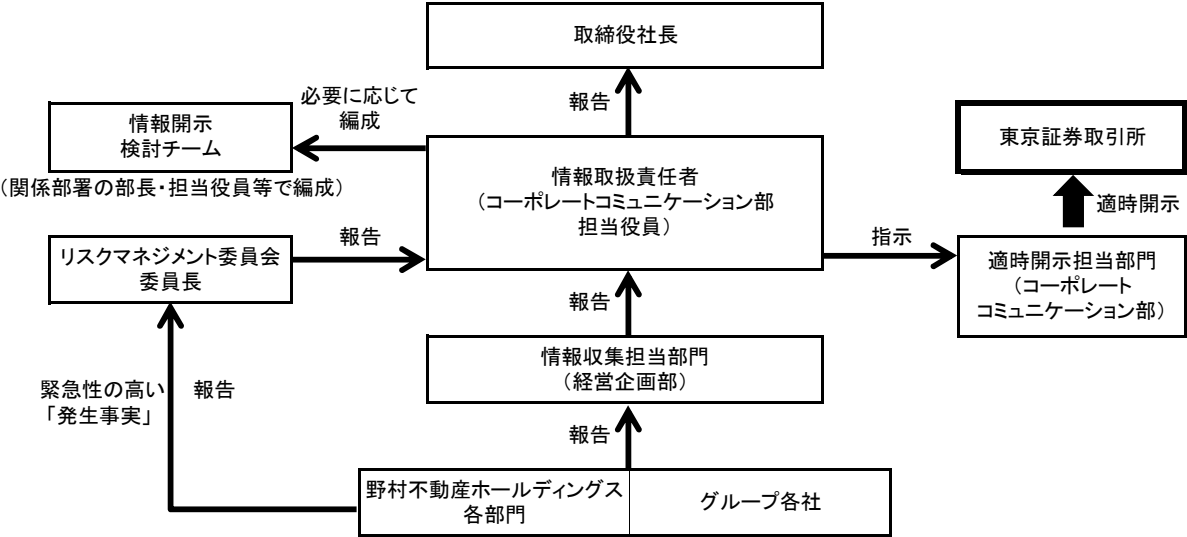 取締役社長
報告
必要に応じて
編成
情報開示
検討チーム
（関係部署の部長・担当役員等で編成）
情報取扱責任者
（コーポレートコミュニケーション部
担当役員）
東京証券取引所
適時開示
報告
リスクマネジメント委員会
委員長
指示
適時開示担当部門
（コーポレート
コミュニケーション部）
報告
情報収集担当部門
（経営企画部）
緊急性の高い
「発生事実」
報告
報告
野村不動産ホールディングス
各部門
グループ各社